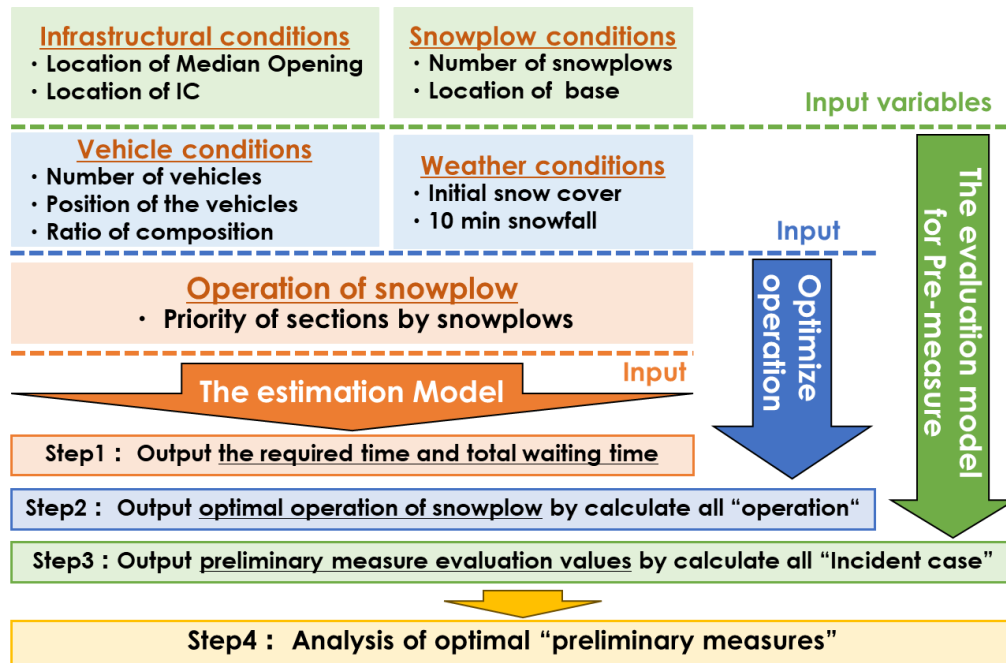 Infrastructural conditions
・Location of Median Opening
・Location of IC
Snowplow conditions
・Number of snowplows
・Location of base
Input variables
Vehicle conditions
・Number of vehicles
・Position of the vehicles
・Ratio of composition
Weather conditions
・Initial snow cover
・10 min snowfall
Input
Operation of snowplow
・Priority of sections by snowplows
Input
The estimation Model
Optimize
operation
The evaluation model
for Pre-measure
Step1： Output the required time and total waiting time
Step2： Output optimal operation of snowplow by calculate all “operation“
Step3：Output preliminary measure evaluation values by calculate all “Incident case”
Step4： Analysis of optimal “preliminary measures”